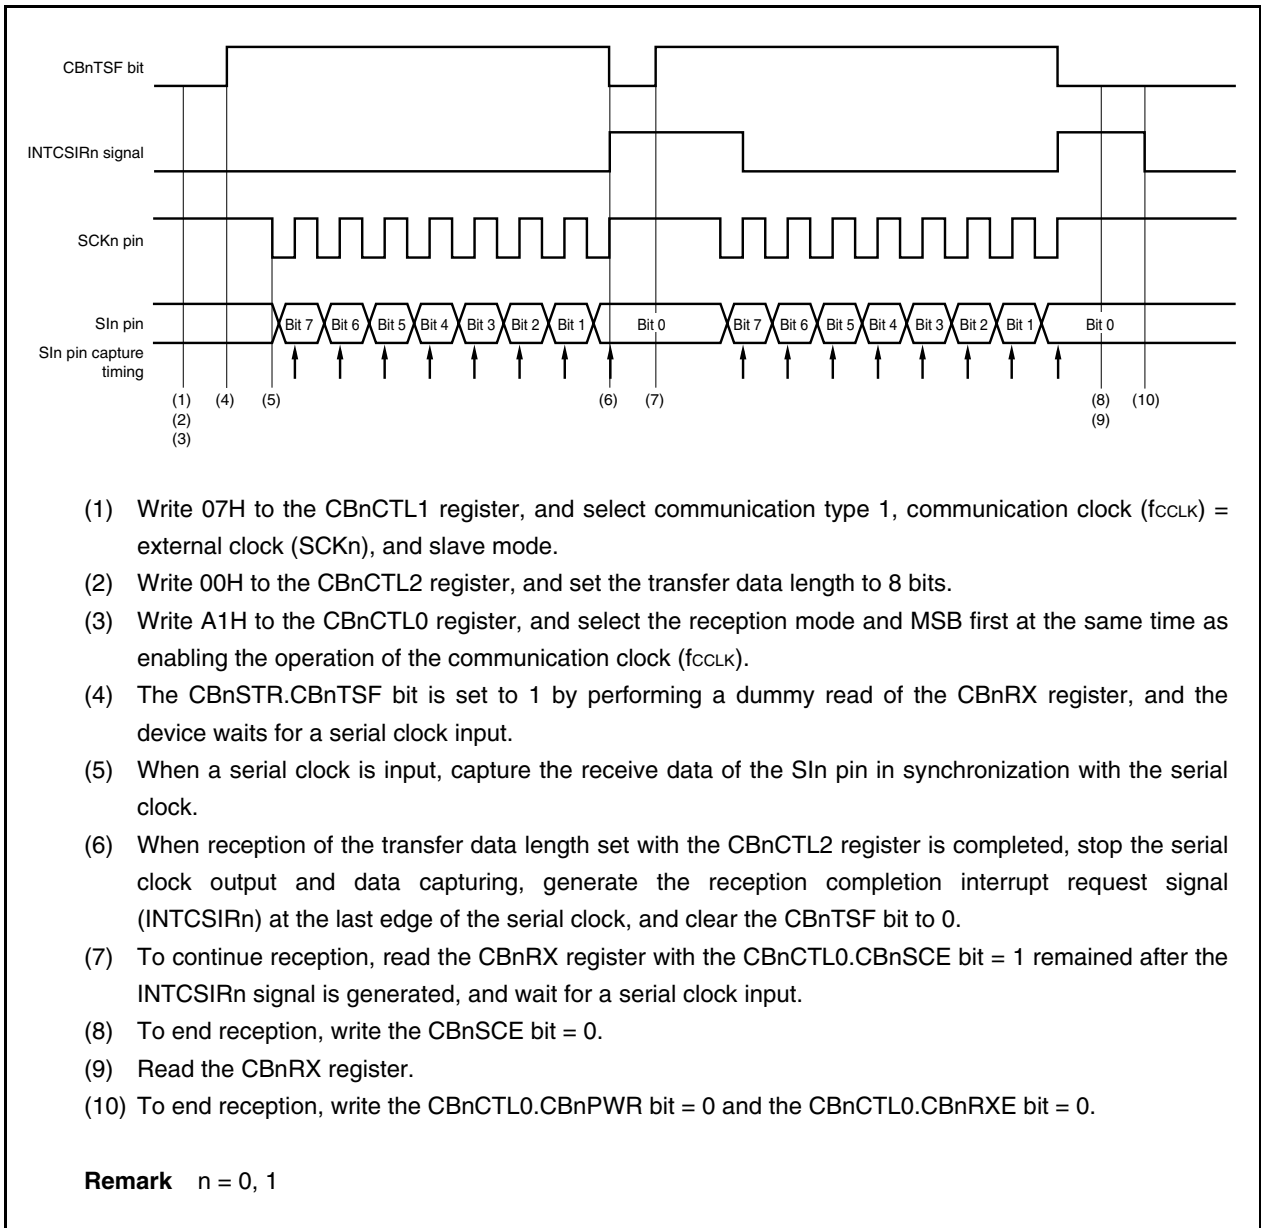 CBnTSF bit
INTCSIRn signal
SCKn pin
SIn pin
Bit 7 Bit 6 Bit 5 Bit 4 Bit 3 Bit 2 Bit 1 Bit 0 Bit 7 Bit 6 Bit 5 Bit 4 Bit 3 Bit 2 Bit 1 Bit 0
SIn pin capture
timing
(1) (4) (5) (6) (7) (8) (10)
(2) (9)
(3)
(1) Write 07H to the CBnCTL1 register, and select communication type 1, communication clock (fCCLK) =
external clock (SCKn), and slave mode.
(2) Write 00H to the CBnCTL2 register, and set the transfer data length to 8 bits.
(3) Write A1H to the CBnCTL0 register, and select the reception mode and MSB first at the same time as
enabling the operation of the communication clock (fCCLK).
(4) The CBnSTR.CBnTSF bit is set to 1 by performing a dummy read of the CBnRX register, and the
device waits for a serial clock input.
(5) When a serial clock is input, capture the receive data of the SIn pin in synchronization with the serial
clock.
(6) When reception of the transfer data length set with the CBnCTL2 register is completed, stop the serial
clock output and data capturing, generate the reception completion interrupt request signal
(INTCSIRn) at the last edge of the serial clock, and clear the CBnTSF bit to 0.
(7) To continue reception, read the CBnRX register with the CBnCTL0.CBnSCE bit = 1 remained after the
INTCSIRn signal is generated, and wait for a serial clock input.
(8) To end reception, write the CBnSCE bit = 0.
(9) Read the CBnRX register.
(10) To end reception, write the CBnCTL0.CBnPWR bit = 0 and the CBnCTL0.CBnRXE bit = 0.
Remark n = 0, 1